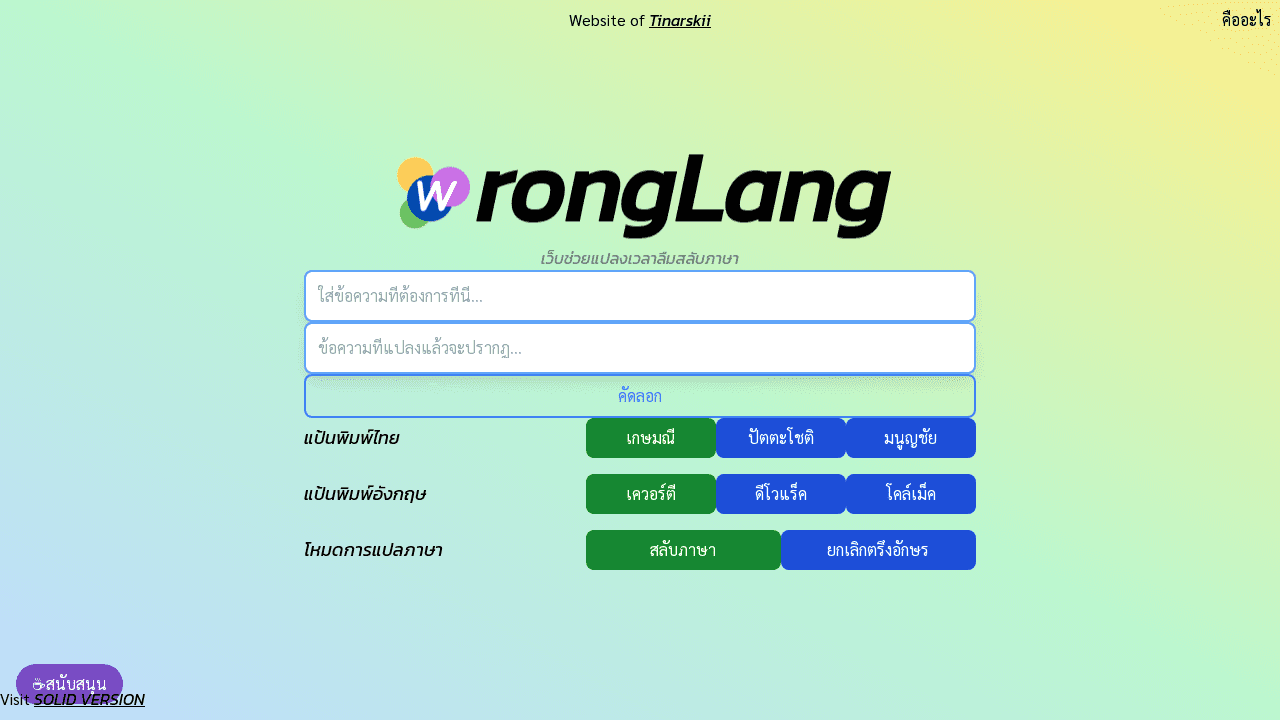 Website of Tinarskii
คืออะไร
WrongLang
เว็บช่วยแปลงเวลาลืมสลับภาษา
ใส่ข้อความที่ต้องการที่นี่...
ข้อความที่แปลงแล้วจะปรากฏ...
คัดลอก
แป้นพิมพ์ไทย เกษมณี ปัตตะโชติ มนูญชัย
แป้นพิมพ์อังกฤษ เควอร์ตี ดีโวแร็ค โคล์เม็ค
โหมดการแปลภาษา สลับภาษา ยกเลิกตรึงอักษร
☕สนับสนุน
Visit SOLID VERSION